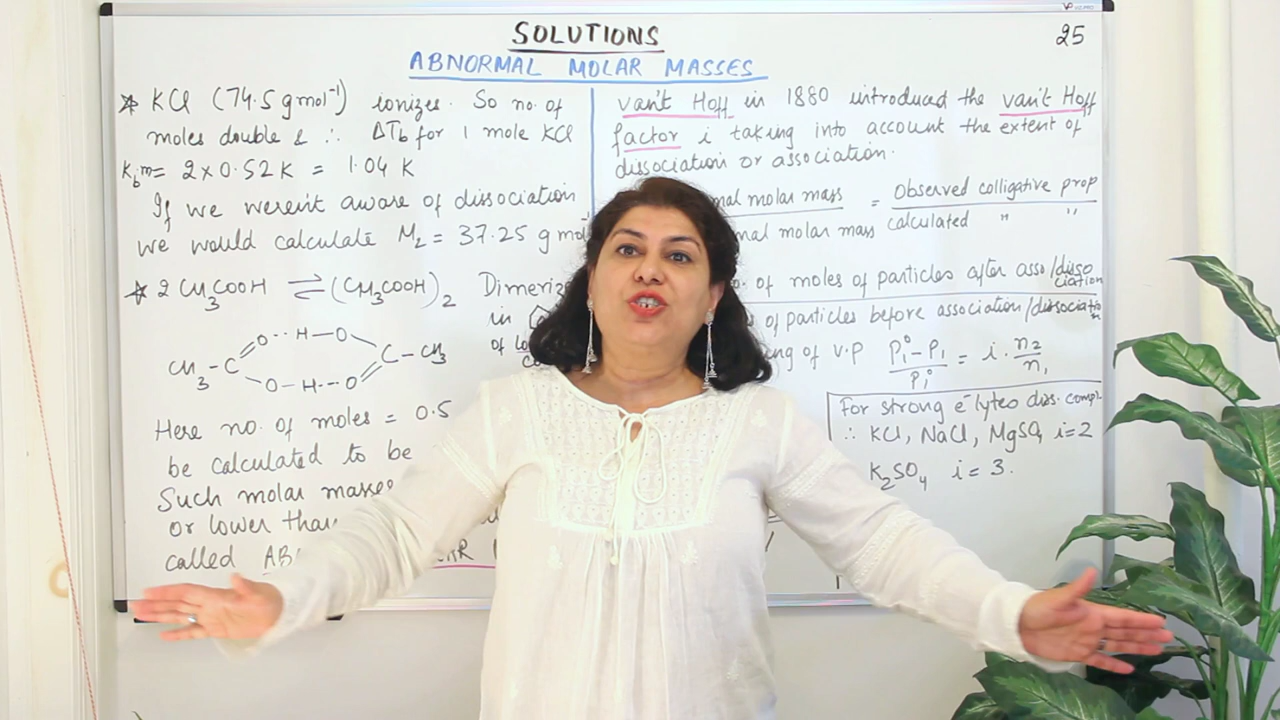 SOLUTIONS
25
ABNORMAL MOLAR MASSES
* KCl (74.5 g mol⁻¹) ionizes. So no. of
moles double & ∴ ΔTb for 1 mole KCl
Kbm = 2 x 0.52 K = 1.04 K
If we weren't aware of dissociation
we would calculate M₂ = 37.25 g mol
* 2 CH₃COOH ⇌ (CH₃COOH)₂ Dimeriz
in
of
CH₃-C O··H-O C-CH₃
O-H···O
Here no. of moles = 0.5
be calculated to be
Such molar masses
or lower than
called AB
van't Hoff in 1880 introduced the van't Hoff
factor i taking into account the extent of
dissociation or association.
mal molar mass = Observed colligative prop
mal molar mass calculated " "
of moles of particles after asso/disso
ciation
s of particles before association/dissociation
ing of V.P P₁⁰-P₁/P₁⁰ = i · n₂/n₁
For strong e⁻lytes diss. compl.
∴ KCl, NaCl, MgSO₄ i=2
K₂SO₄ i = 3.